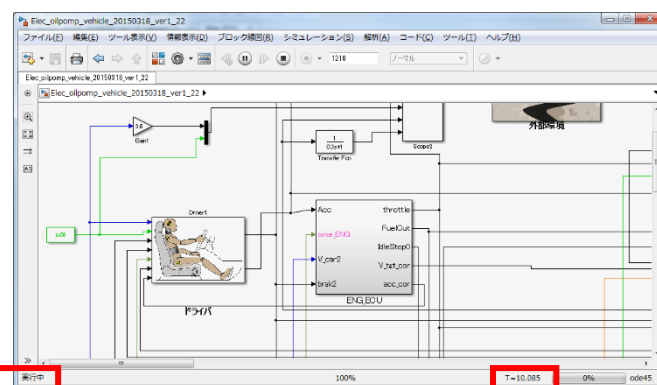 Elec_oilpomp_vehicle_20150318_ver1_22
ファイル(F) 編集(E) ツール表示(V) 情報表示(D) ブロック線図(R) シミュレーション(S) 解析(A) コード(C) ツール(T) ヘルプ(H)
1210 ノーマル
Elec_oilpomp_vehicle_20150318_ver1_22
Elec_oilpomp_vehicle_20150318_ver1_22
3.6
Gain1
1
Transfer Fcn
Scope2
外部環境
Driver1
ドライバ
Acc throttle
ome_ENG FuelCut
IdleStop0
V_car2 V_tgt_cor
brak2 acc_cor
ENG_ECU
実行中 100% T=10.085 0% ode45